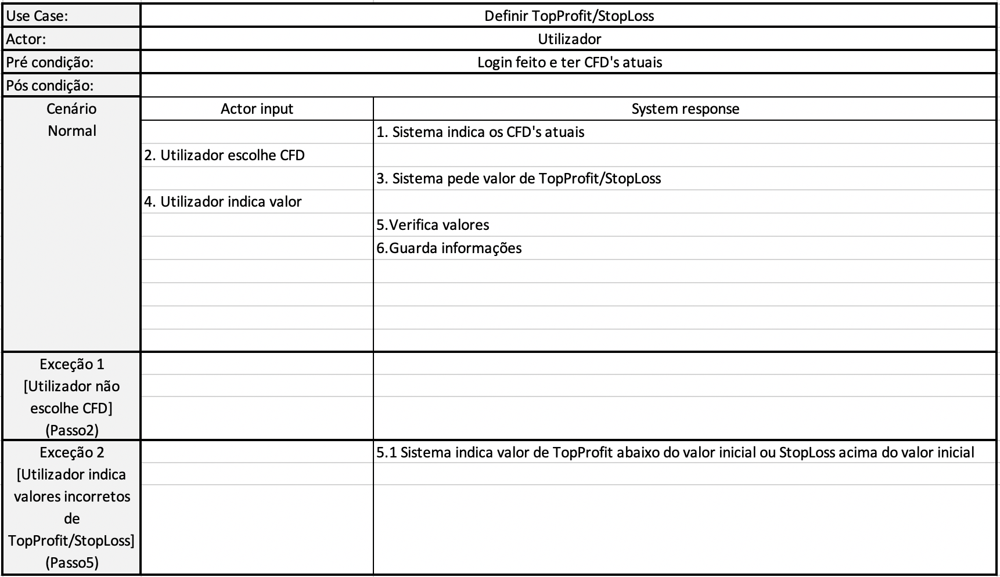 Use Case:
Definir TopProfit/StopLoss
Actor:
Utilizador
Pré condição:
Login feito e ter CFD's atuais
Pós condição:
Cenário
Normal
Actor input
System response
1. Sistema indica os CFD's atuais
2. Utilizador escolhe CFD
3. Sistema pede valor de TopProfit/StopLoss
4. Utilizador indica valor
5.Verifica valores
6.Guarda informações
Exceção 1
[Utilizador não
escolhe CFD]
(Passo2)
Exceção 2
[Utilizador indica
valores incorretos
de
TopProfit/StopLoss]
(Passo5)
5.1 Sistema indica valor de TopProfit abaixo do valor inicial ou StopLoss acima do valor inicial